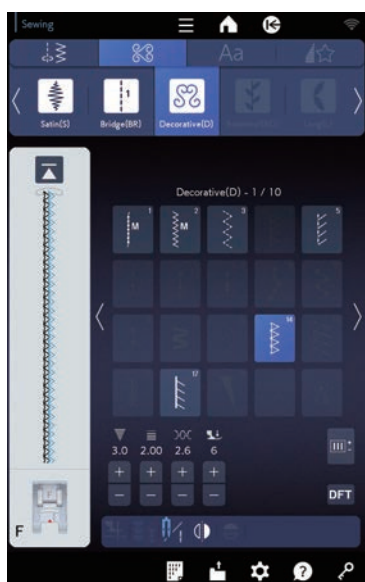 Sewing
Aa
1
Satin(S) Bridge(BR) Decorative(D)
Decorative(D) - 1 / 10
M 1 M 2 3 5
14
17
3.0 2.00 2.6 6
+ + + +
− − − −
DFT
F
?